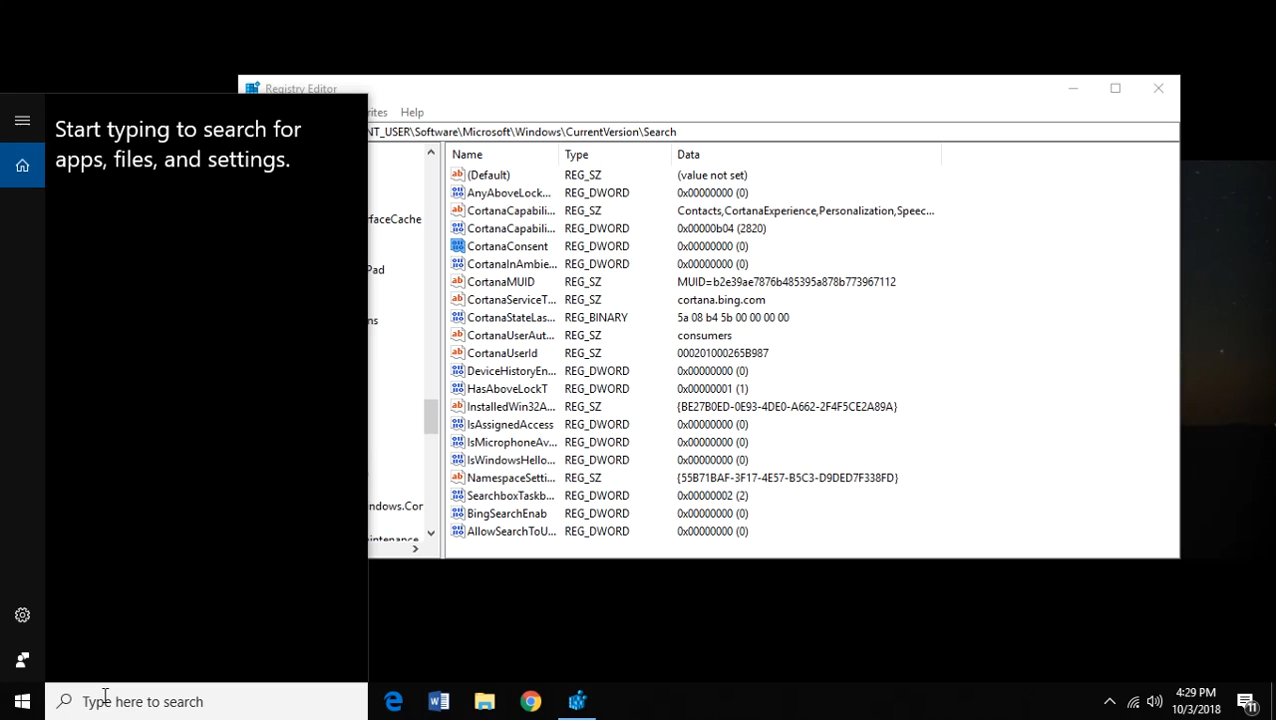 Registry Editor
rites Help
NT_USER\Software\Microsoft\Windows\CurrentVersion\Search
Start typing to search for
apps, files, and settings.
rfaceCache
Pad
ns
ndows.Cor
intenance
Name Type Data
(Default) REG_SZ (value not set)
AnyAboveLock... REG_DWORD 0x00000000 (0)
CortanaCapabili... REG_SZ Contacts,CortanaExperience,Personalization,Speec...
CortanaCapabili... REG_DWORD 0x00000b04 (2820)
CortanaConsent REG_DWORD 0x00000000 (0)
CortanaInAmbie... REG_DWORD 0x00000000 (0)
CortanaMUID REG_SZ MUID=b2e39ae7876b485395a878b773967112
CortanaServiceT... REG_SZ cortana.bing.com
CortanaStateLas... REG_BINARY 5a 08 b4 5b 00 00 00 00
CortanaUserAut... REG_SZ consumers
CortanaUserId REG_SZ 000201000265B987
DeviceHistoryEn... REG_DWORD 0x00000000 (0)
HasAboveLockT REG_DWORD 0x00000001 (1)
InstalledWin32A... REG_SZ {BE27B0ED-0E93-4DE0-A662-2F4F5CE2A89A}
IsAssignedAccess REG_DWORD 0x00000000 (0)
IsMicrophoneAv... REG_DWORD 0x00000000 (0)
IsWindowsHello... REG_DWORD 0x00000000 (0)
NamespaceSetti... REG_SZ {55B71BAF-3F17-4E57-B5C3-D9DED7F338FD}
SearchboxTaskb... REG_DWORD 0x00000002 (2)
BingSearchEnab REG_DWORD 0x00000000 (0)
AllowSearchToU... REG_DWORD 0x00000000 (0)
Type here to search
4:29 PM
10/3/2018
11